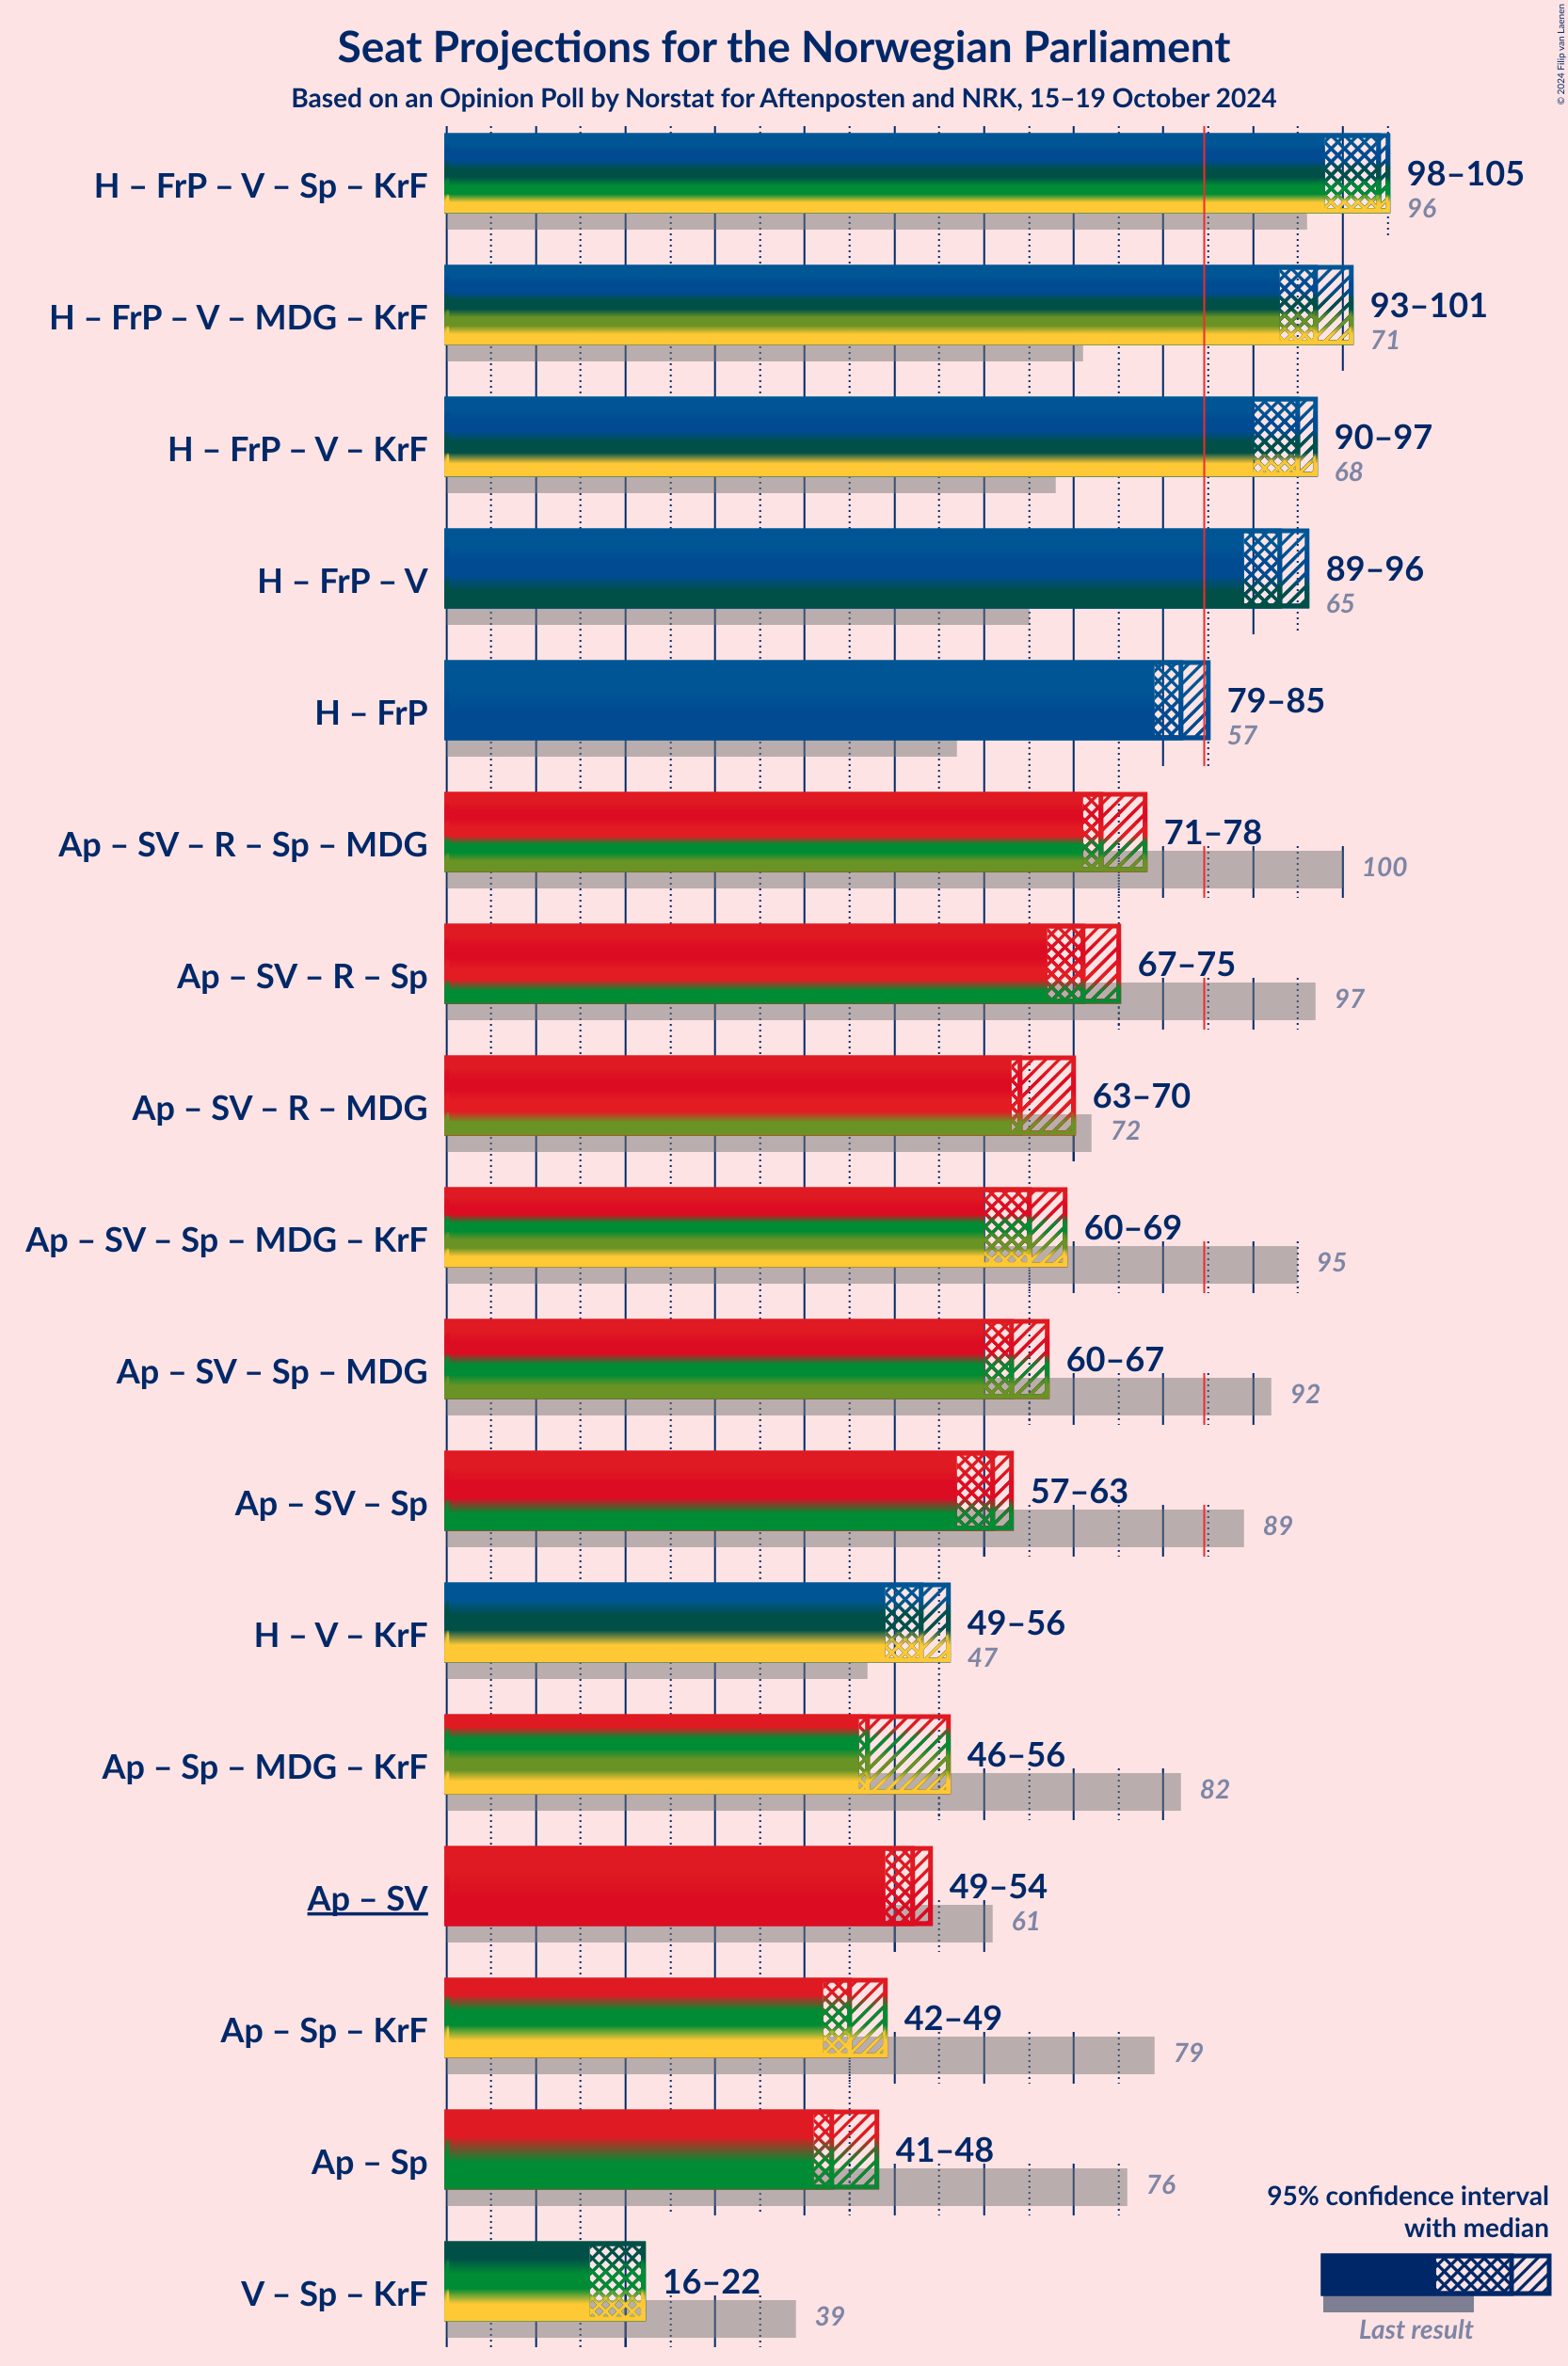 Seat Projections for the Norwegian Parliament
Based on an Opinion Poll by Norstat for Aftenposten and NRK, 15–19 October 2024
© 2024 Filip van Laenen
H – FrP – V – Sp – KrF
98–105
96
H – FrP – V – MDG – KrF
93–101
71
H – FrP – V – KrF
90–97
68
H – FrP – V
89–96
65
H – FrP
79–85
57
Ap – SV – R – Sp – MDG
71–78
100
Ap – SV – R – Sp
67–75
97
Ap – SV – R – MDG
63–70
72
Ap – SV – Sp – MDG – KrF
60–69
95
Ap – SV – Sp – MDG
60–67
92
Ap – SV – Sp
57–63
89
H – V – KrF
49–56
47
Ap – Sp – MDG – KrF
46–56
82
Ap – SV
49–54
61
Ap – Sp – KrF
42–49
79
Ap – Sp
41–48
76
V – Sp – KrF
16–22
39
95% confidence interval
with median
Last result